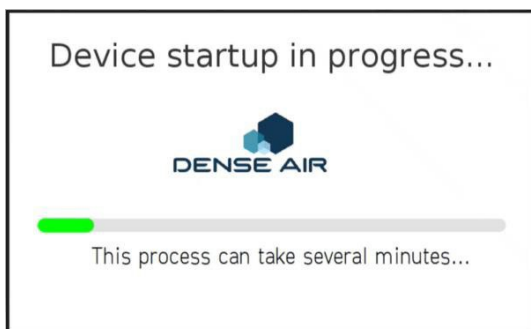 Device startup in progress...
DENSE AIR
This process can take several minutes...